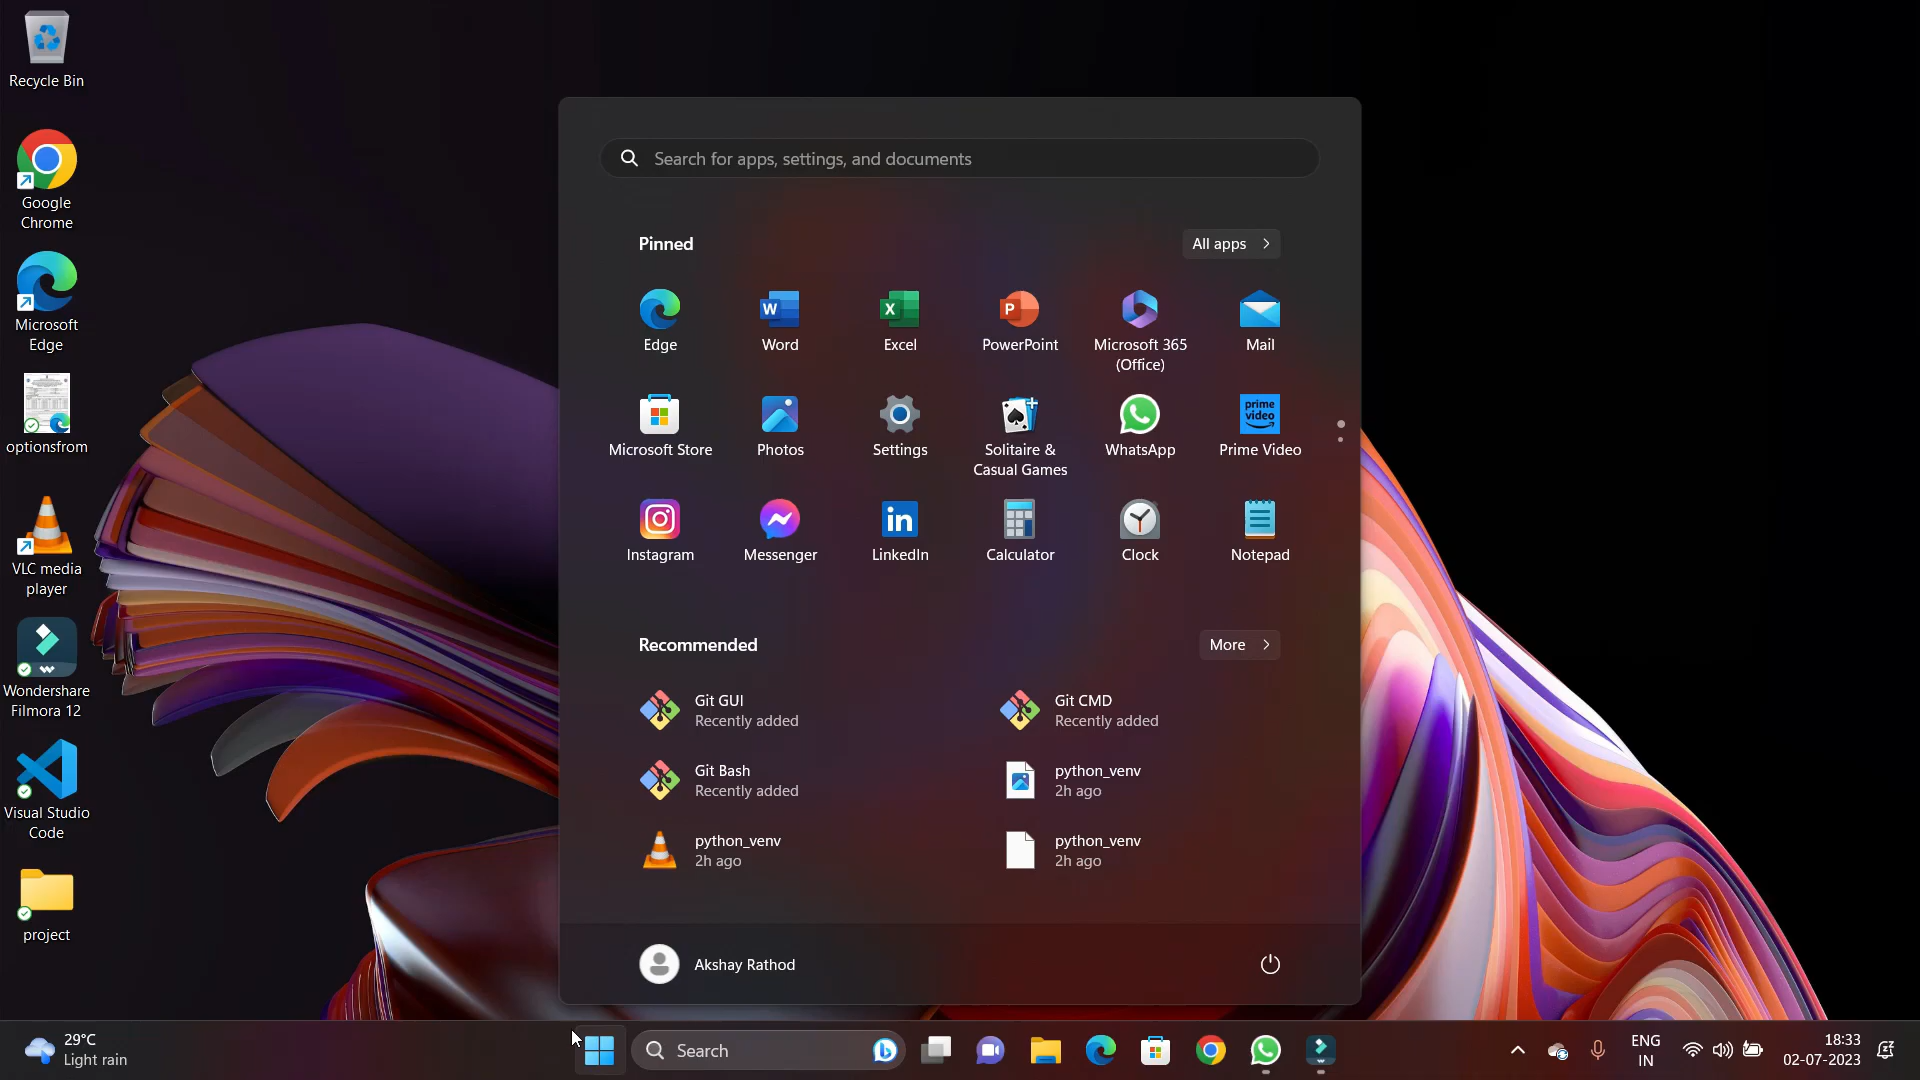 Recycle Bin
Google
Chrome
Microsoft
Edge
optionsfrom
VLC media
player
Wondershare
Filmora 12
Visual Studio
Code
project
Search for apps, settings, and documents
Pinned
All apps
Edge
Word
Excel
PowerPoint
Microsoft 365
(Office)
Mail
Microsoft Store
Photos
Settings
Solitaire &
Casual Games
WhatsApp
prime
video
Prime Video
Instagram
Messenger
LinkedIn
Calculator
Clock
Notepad
Recommended
More
Git GUI
Recently added
Git CMD
Recently added
Git Bash
Recently added
python_venv
2h ago
python_venv
2h ago
python_venv
2h ago
Akshay Rathod
29°C
Light rain
Search
ENG
IN
18:33
02-07-2023